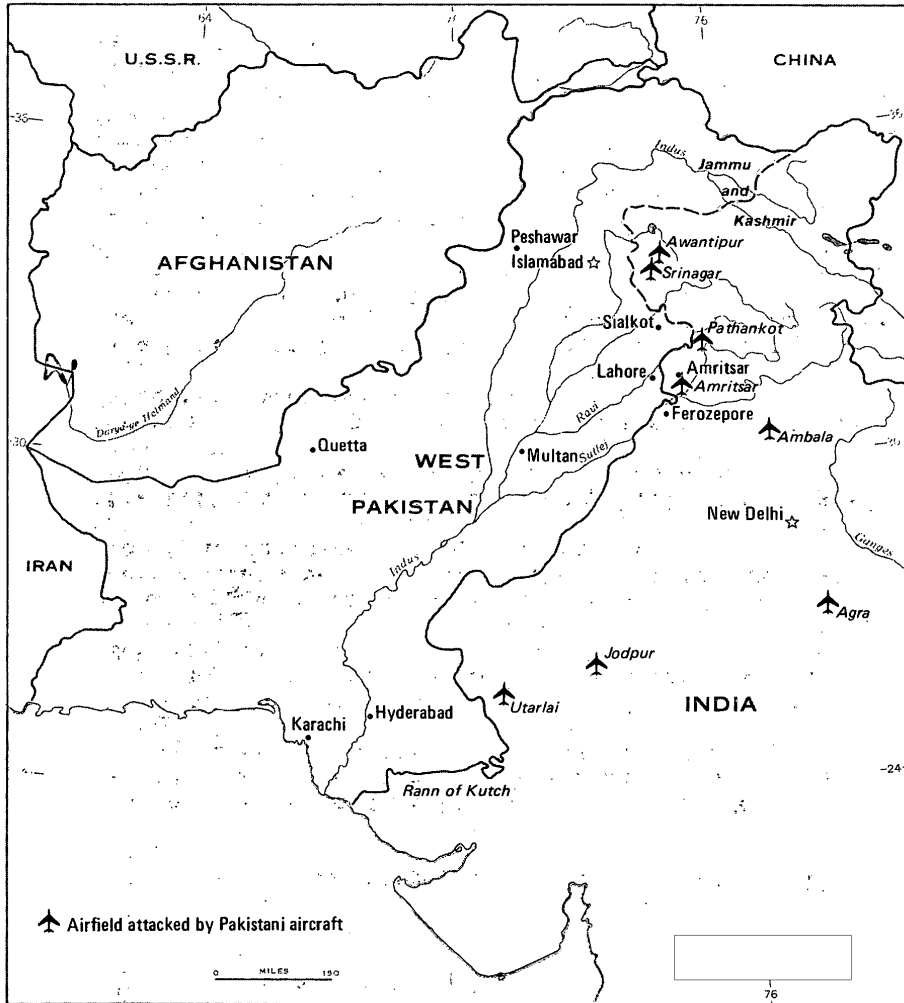 64
76
U.S.S.R.
CHINA
Indus
Jammu
and
Kashmir
Peshawar
Islamabad
Awantipur
Srinagar
AFGHANISTAN
Sialkot
Pathankot
Lahore
Amritsar
Amritsar
Darya-ye Helmand
Ravi
Ferozepore
30
Quetta
WEST
Multan
Sutlej
Ambala
PAKISTAN
New Delhi
Ganges
IRAN
Indus
Agra
Jodpur
Utarlai
INDIA
Karachi
Hyderabad
24
Rann of Kutch
Airfield attacked by Pakistani aircraft
0 MILES 150
76